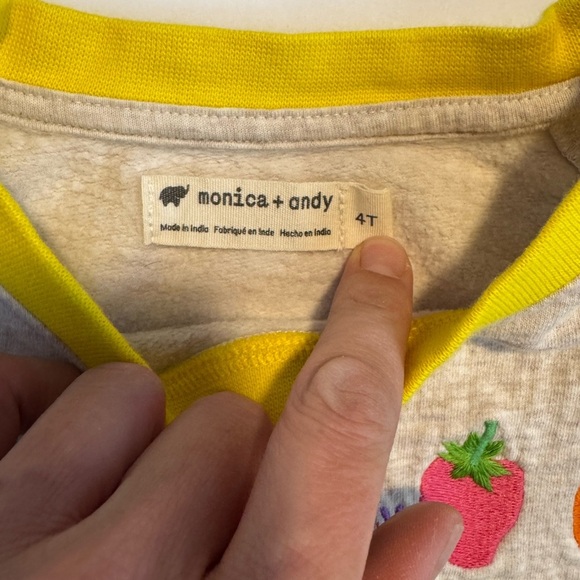 monica + andy
Made in India Fabriqué en Inde Hecho en India
4T